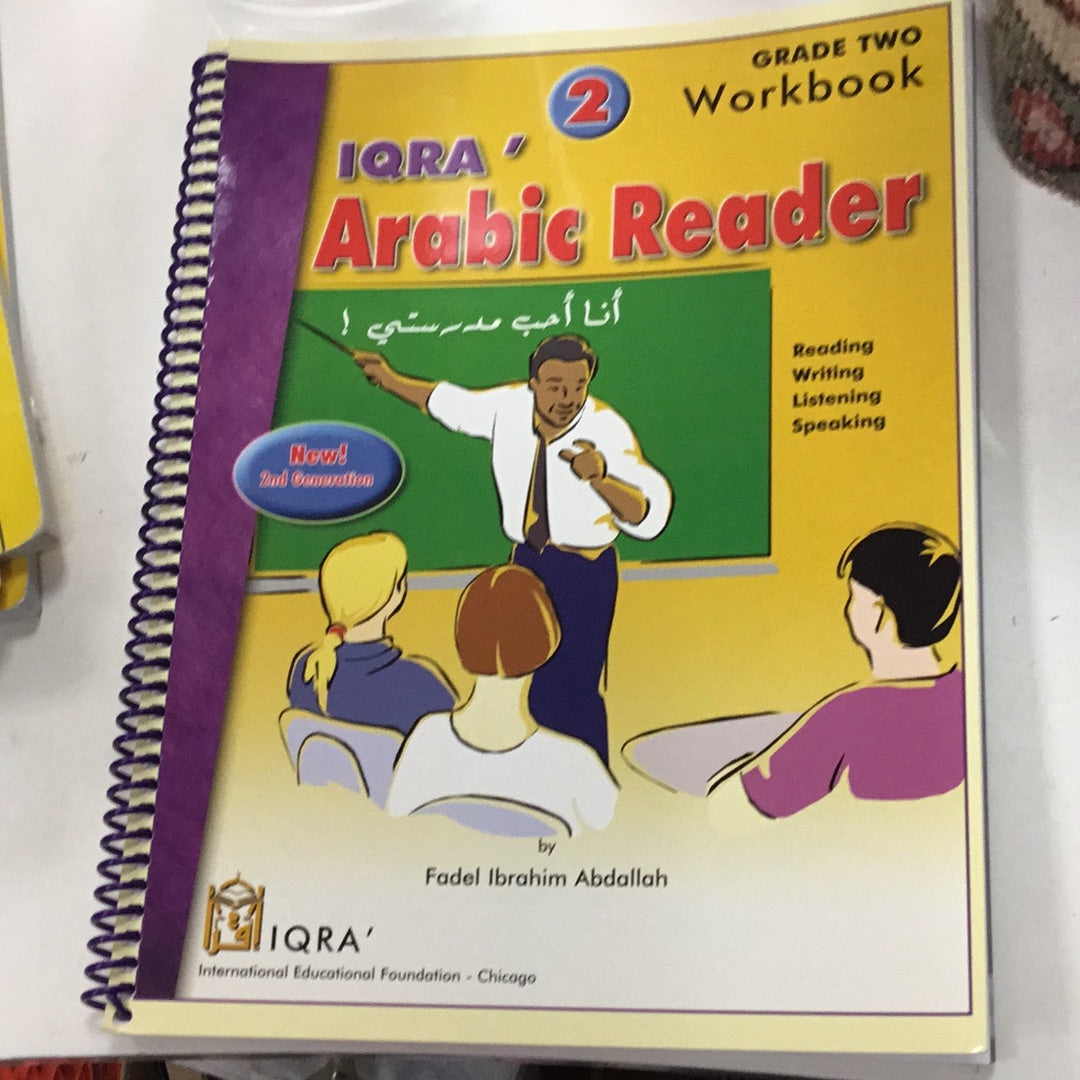 GRADE TWO
Workbook
2
IQRA'
Arabic Reader
أنا أحب مدرستي !
Reading
Writing
Listening
Speaking
New!
2nd Generation
by
Fadel Ibrahim Abdallah
اقرأ
IQRA'
International Educational Foundation - Chicago